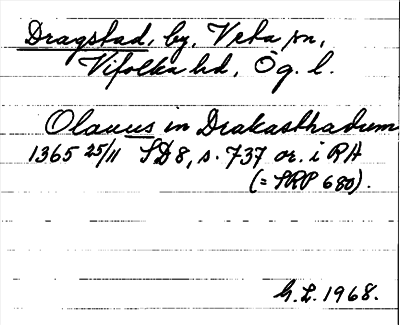 Dragstad, by, Veta sn,
Vifolka hd, Ög. l.
Olauus in Drakasthadum
1365 25/11 SD 8, s. 737 or. i RA
(= SRP 680).
G. L. 1968.